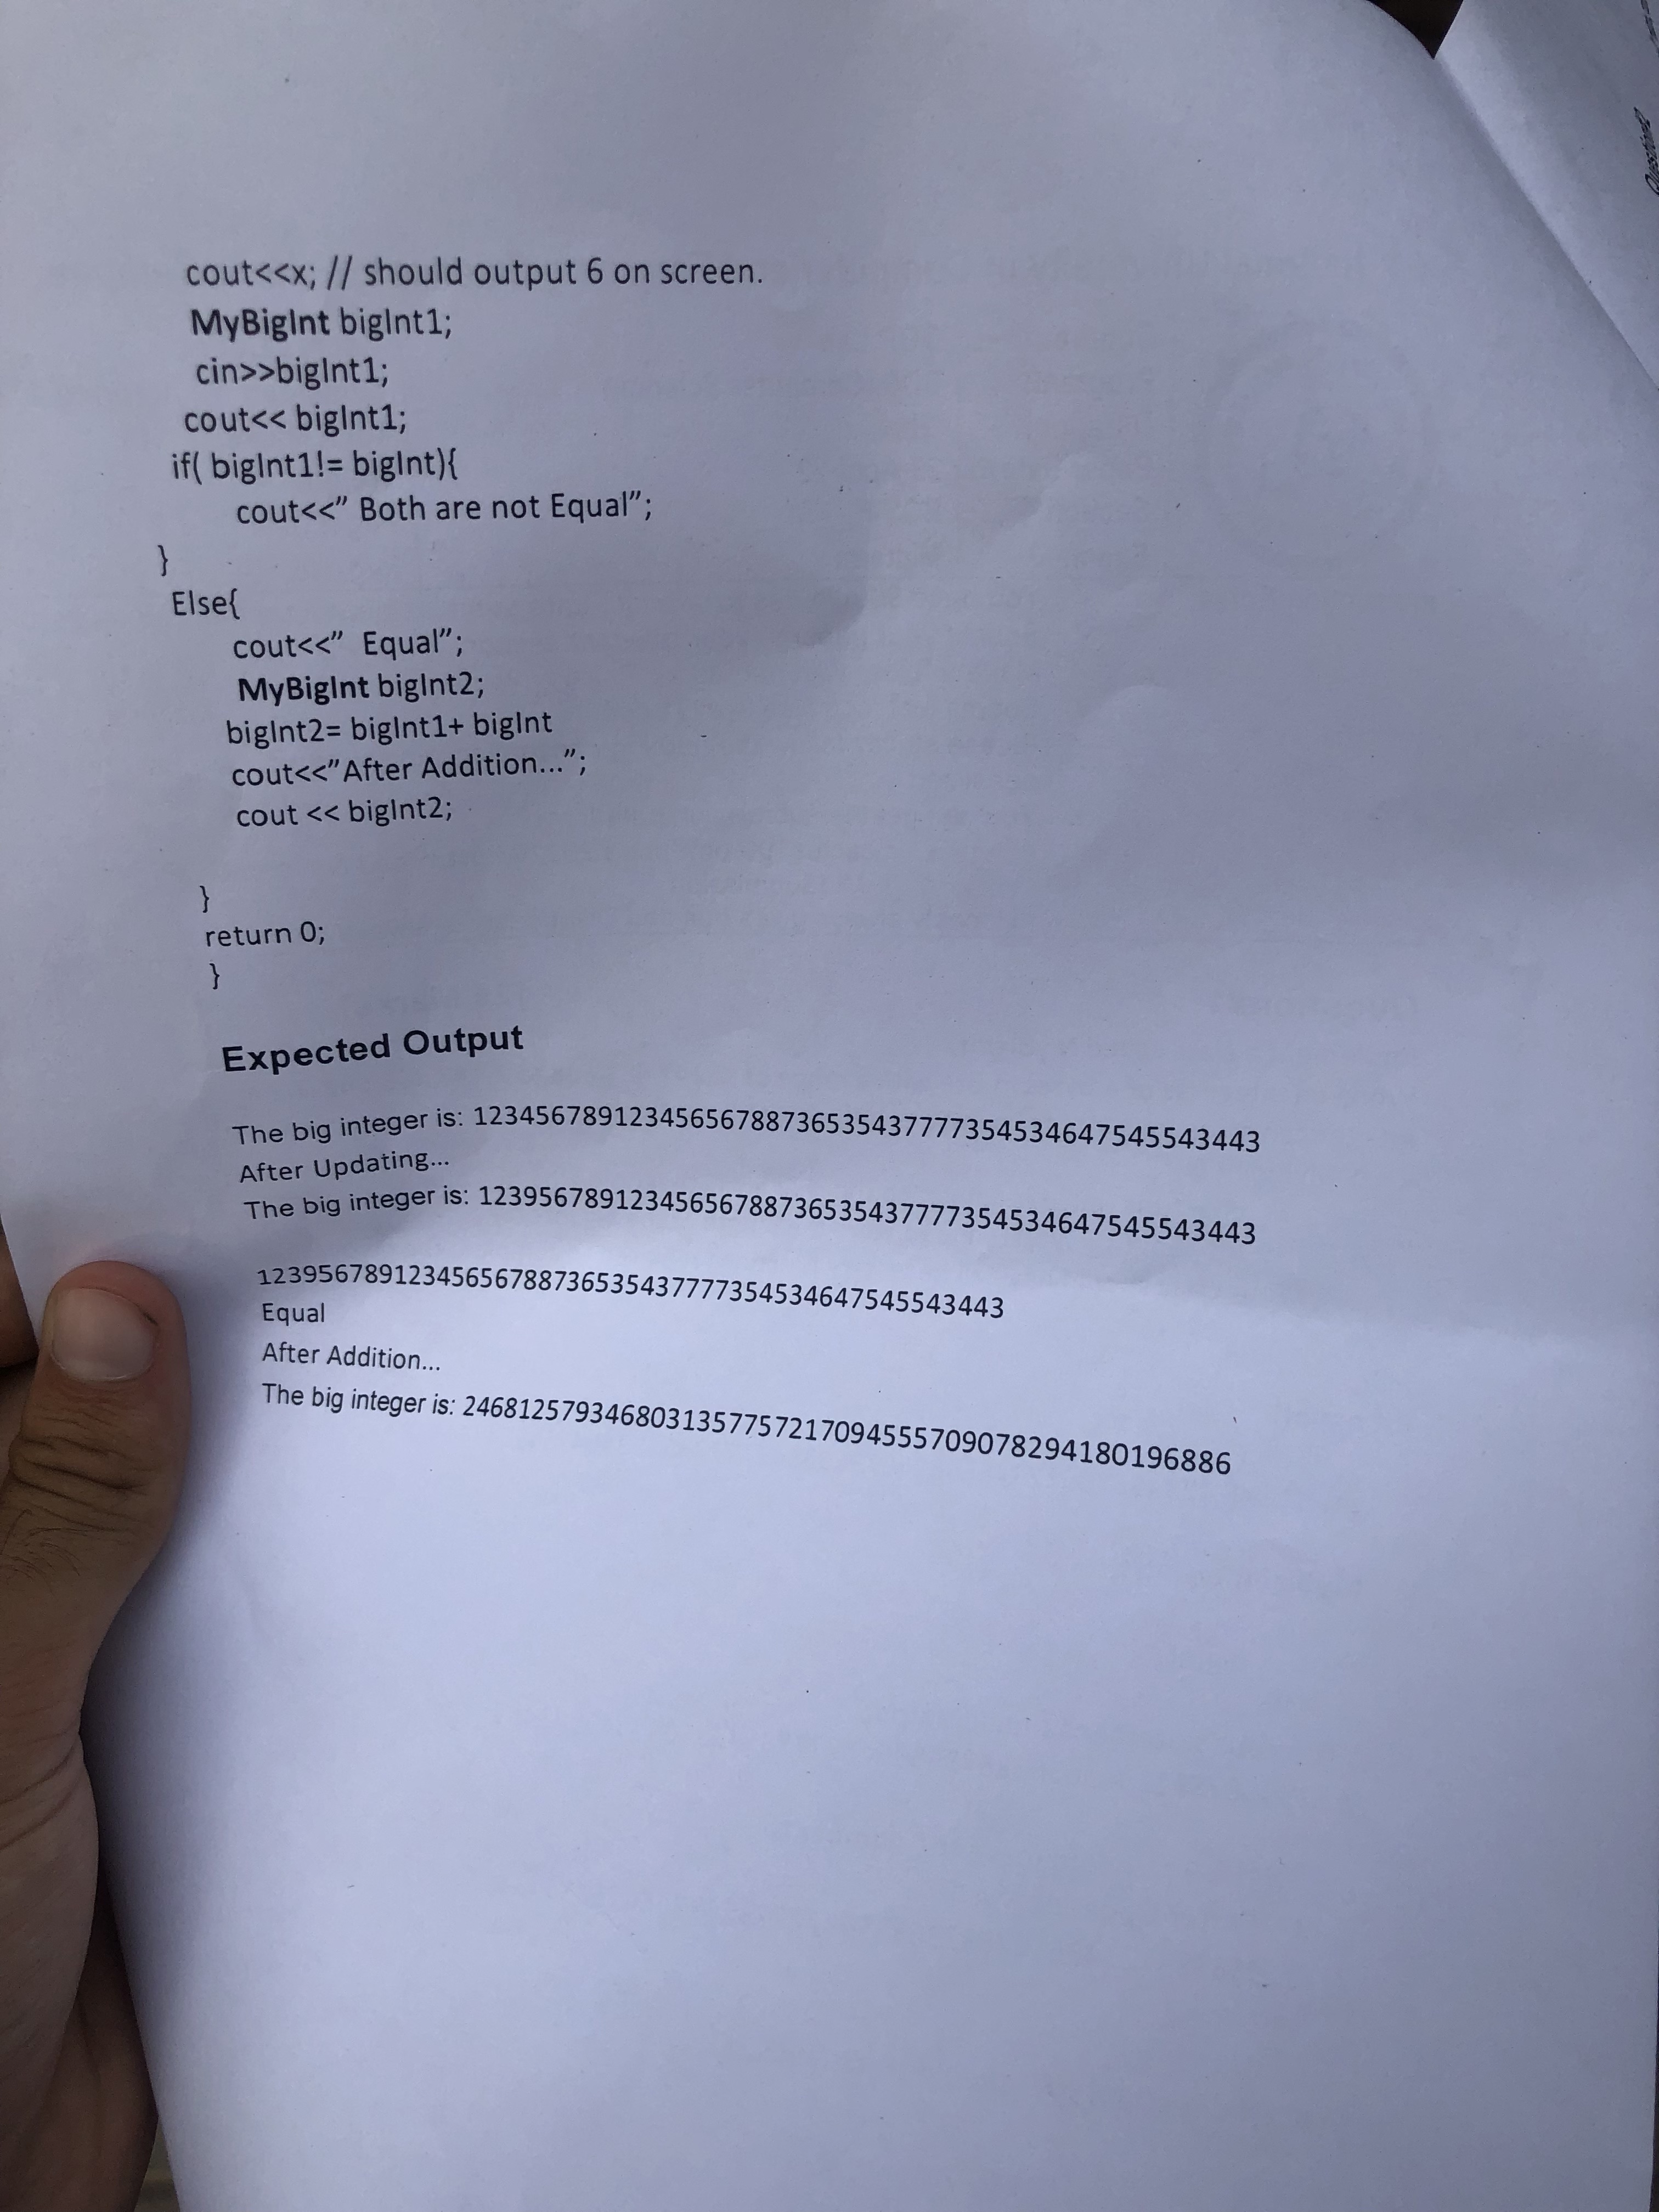 cout<<x; // should output 6 on screen.
MyBigInt bigInt1;
cin>>bigInt1;
cout<< bigInt1;
if( bigInt1!= bigInt){
cout<<” Both are not Equal”;
}
Else{
cout<<”  Equal”;
MyBigInt bigInt2;
bigInt2= bigInt1+ bigInt
cout<<”After Addition...”;
cout << bigInt2;
}
return 0;
}
Expected Output
The big integer is: 12345678912345656788736535437777354534647545543443
After Updating...
The big integer is: 12395678912345656788736535437777354534647545543443
12395678912345656788736535437777354534647545543443
Equal
After Addition...
The big integer is: 24681257934680313577572170945557090782941801 96886